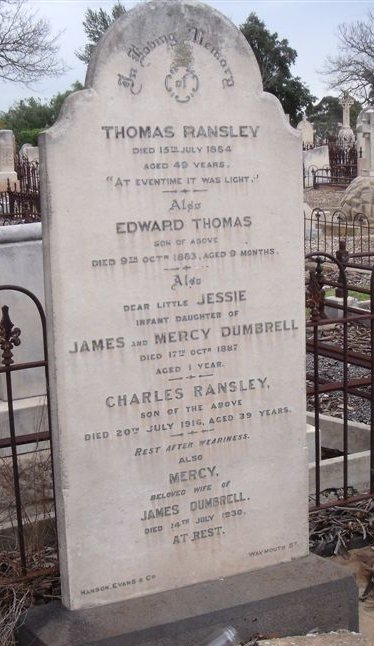 In Loving Memory
THOMAS RANSLEY
DIED 15TH JULY 1884
AGED 49 YEARS.
"AT EVENTIME IT WAS LIGHT."
Also
EDWARD THOMAS
SON OF ABOVE
DIED 9TH OCTR 1883, AGED 9 MONTHS.
Also
DEAR LITTLE JESSIE
INFANT DAUGHTER OF
JAMES AND MERCY DUMBRELL
DIED 17TH OCTR 1887
AGED 1 YEAR.
CHARLES RANSLEY,
SON OF THE ABOVE
DIED 20TH JULY 1916, AGED 39 YEARS.
REST AFTER WEARINESS.
ALSO
MERCY,
BELOVED WIFE OF
JAMES DUMBRELL.
DIED 14TH JULY 1930.
AT REST.
HANSON, EVANS & CO
WAYMOUTH ST.